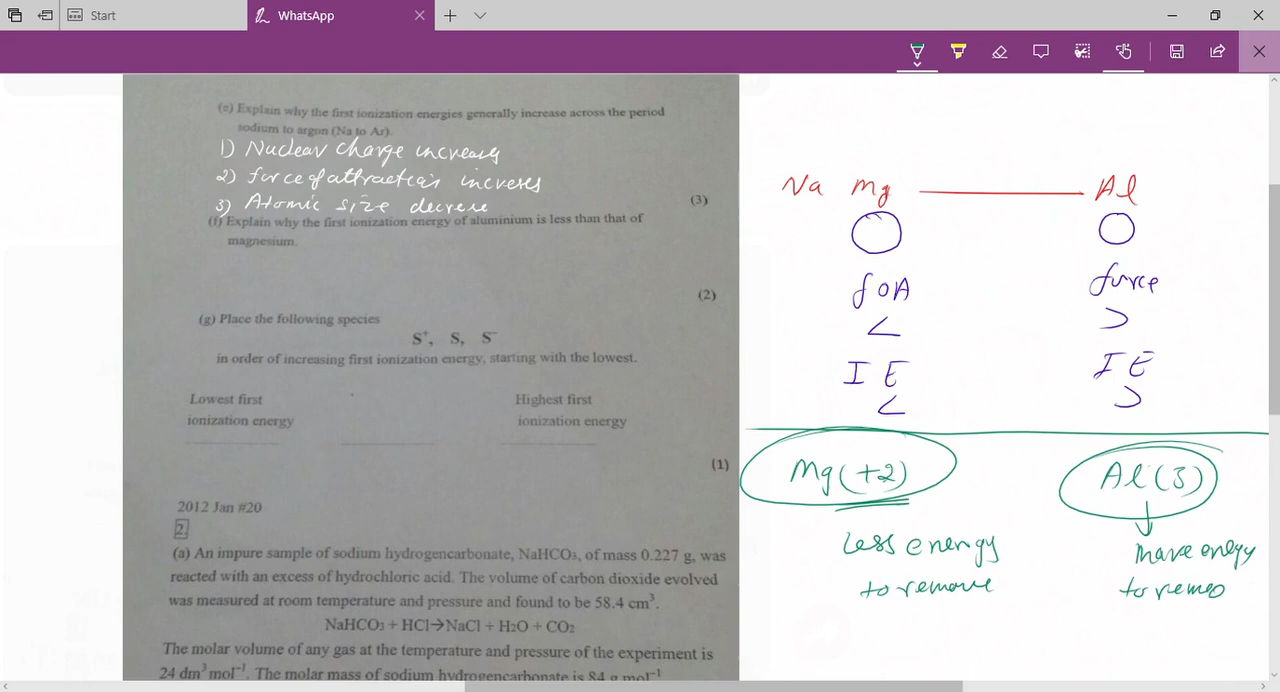 Start
WhatsApp
(e) Explain why the first ionization energies generally increase across the period
sodium to argon (Na to Ar).
1) Nuclear charge increases
2) force of attraction increses
3) Atomic size decrese
(3)
(f) Explain why the first ionization energy of aluminium is less than that of
magnesium.
(2)
(g) Place the following species
S⁺, S, S⁻
in order of increasing first ionization energy, starting with the lowest.
Lowest first Highest first
ionization energy ionization energy
(1)
2012 Jan #20
2
(a) An impure sample of sodium hydrogencarbonate, NaHCO₃, of mass 0.227 g, was
reacted with an excess of hydrochloric acid. The volume of carbon dioxide evolved
was measured at room temperature and pressure and found to be 58.4 cm³.
NaHCO₃ + HCl→NaCl + H₂O + CO₂
The molar volume of any gas at the temperature and pressure of the experiment is
24 dm³ mol⁻¹. The molar mass of sodium hydrogencarbonate is 84 g mol⁻¹
Na Mg Al
fOA force
< >
IE IE
< >
Mg(+2) Al(3)
Less energy
to remove
more enegy
to remo